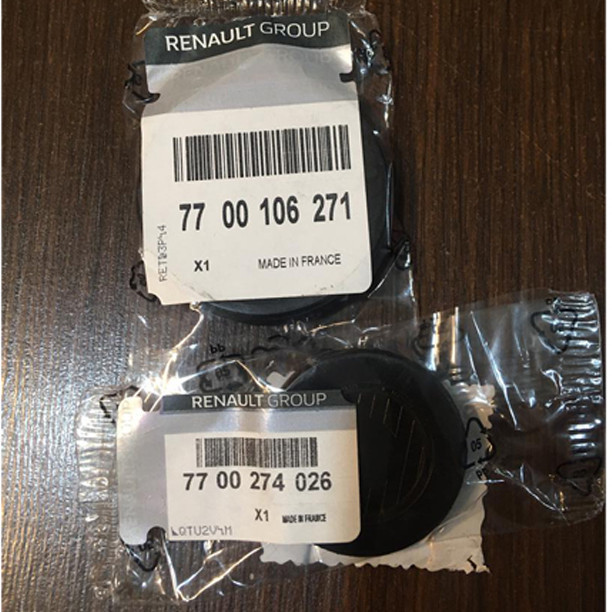 RENAULT GROUP
77 00 106 271
X1 MADE IN FRANCE
RENAULT GROUP
77 00 274 026
X1 MADE IN FRANCE